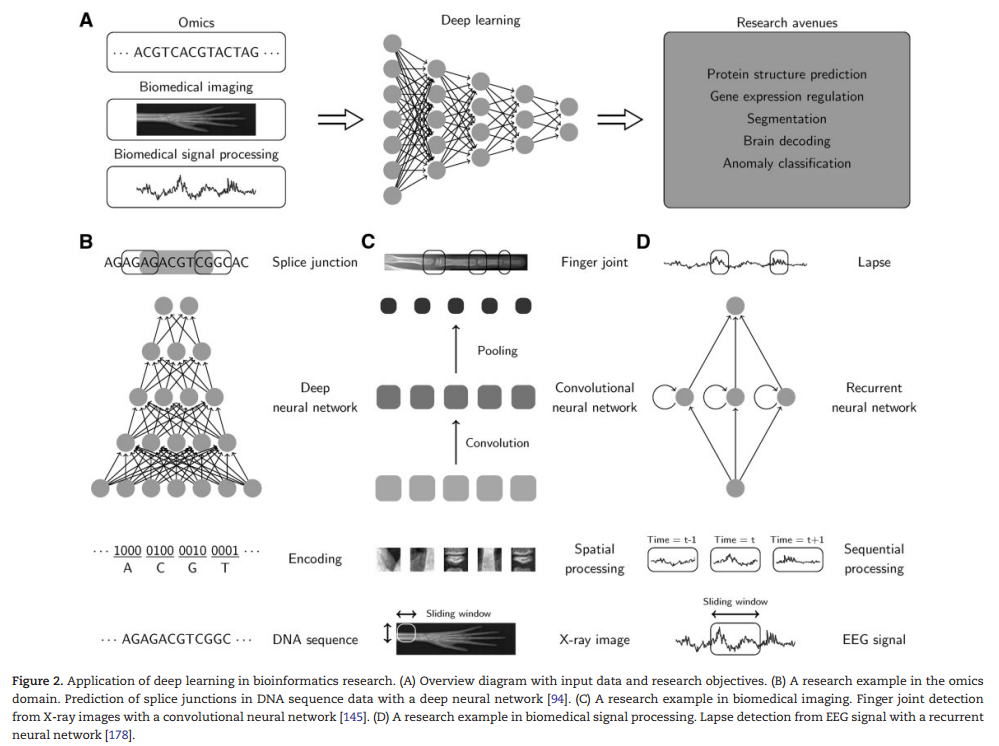 A
Omics
··· ACGTCACGTACTAG ···
Biomedical imaging
Biomedical signal processing
Deep learning
Research avenues
Protein structure prediction
Gene expression regulation
Segmentation
Brain decoding
Anomaly classification
B
AGAGAGACGTCGGCAC
Splice junction
Deep
neural network
··· 1000 0100 0010 0001 ···
A C G T
Encoding
··· AGAGACGTCGGC ···
DNA sequence
C
Finger joint
Pooling
Convolutional
neural network
Convolution
Spatial
processing
Sliding window
X-ray image
D
Lapse
Recurrent
neural network
Time = t-1 Time = t Time = t+1
Sequential
processing
Sliding window
EEG signal
Figure 2. Application of deep learning in bioinformatics research. (A) Overview diagram with input data and research objectives. (B) A research example in the omics
domain. Prediction of splice junctions in DNA sequence data with a deep neural network [94]. (C) A research example in biomedical imaging. Finger joint detection
from X-ray images with a convolutional neural network [145]. (D) A research example in biomedical signal processing. Lapse detection from EEG signal with a recurrent
neural network [178].